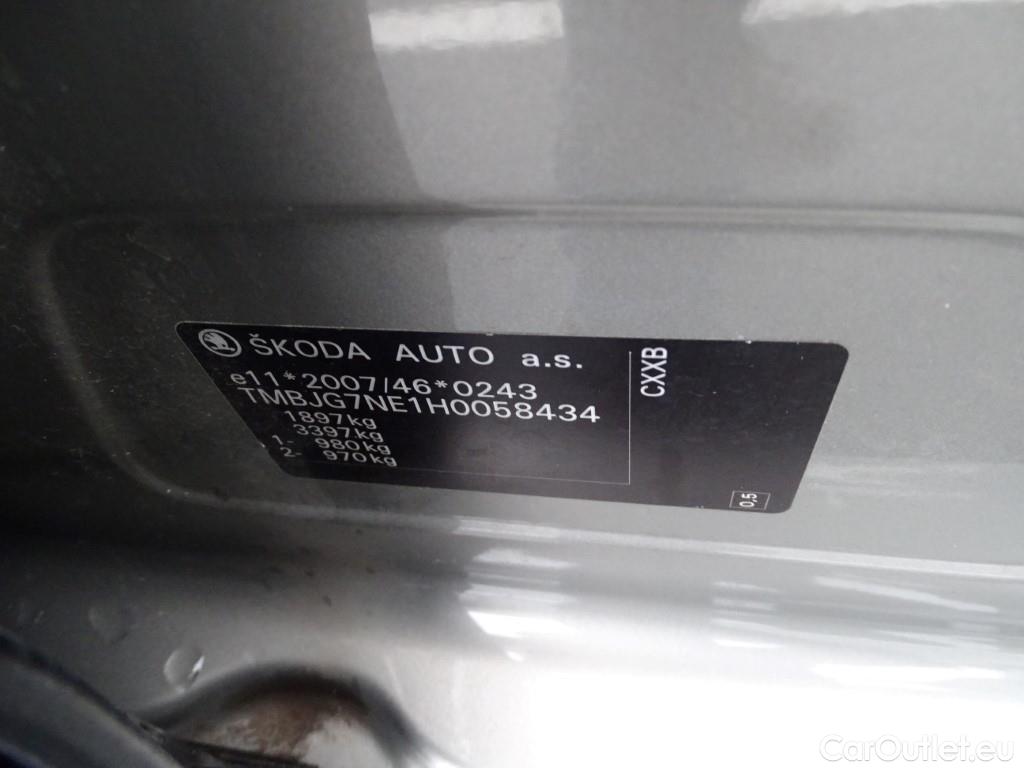 ŠKODA AUTO a.s.
e11*2007/46*0243
TMBJG7NE1H0058434
1897kg
3397kg
1- 980kg
2- 970kg
CXXB
0,5
CarOutlet.eu